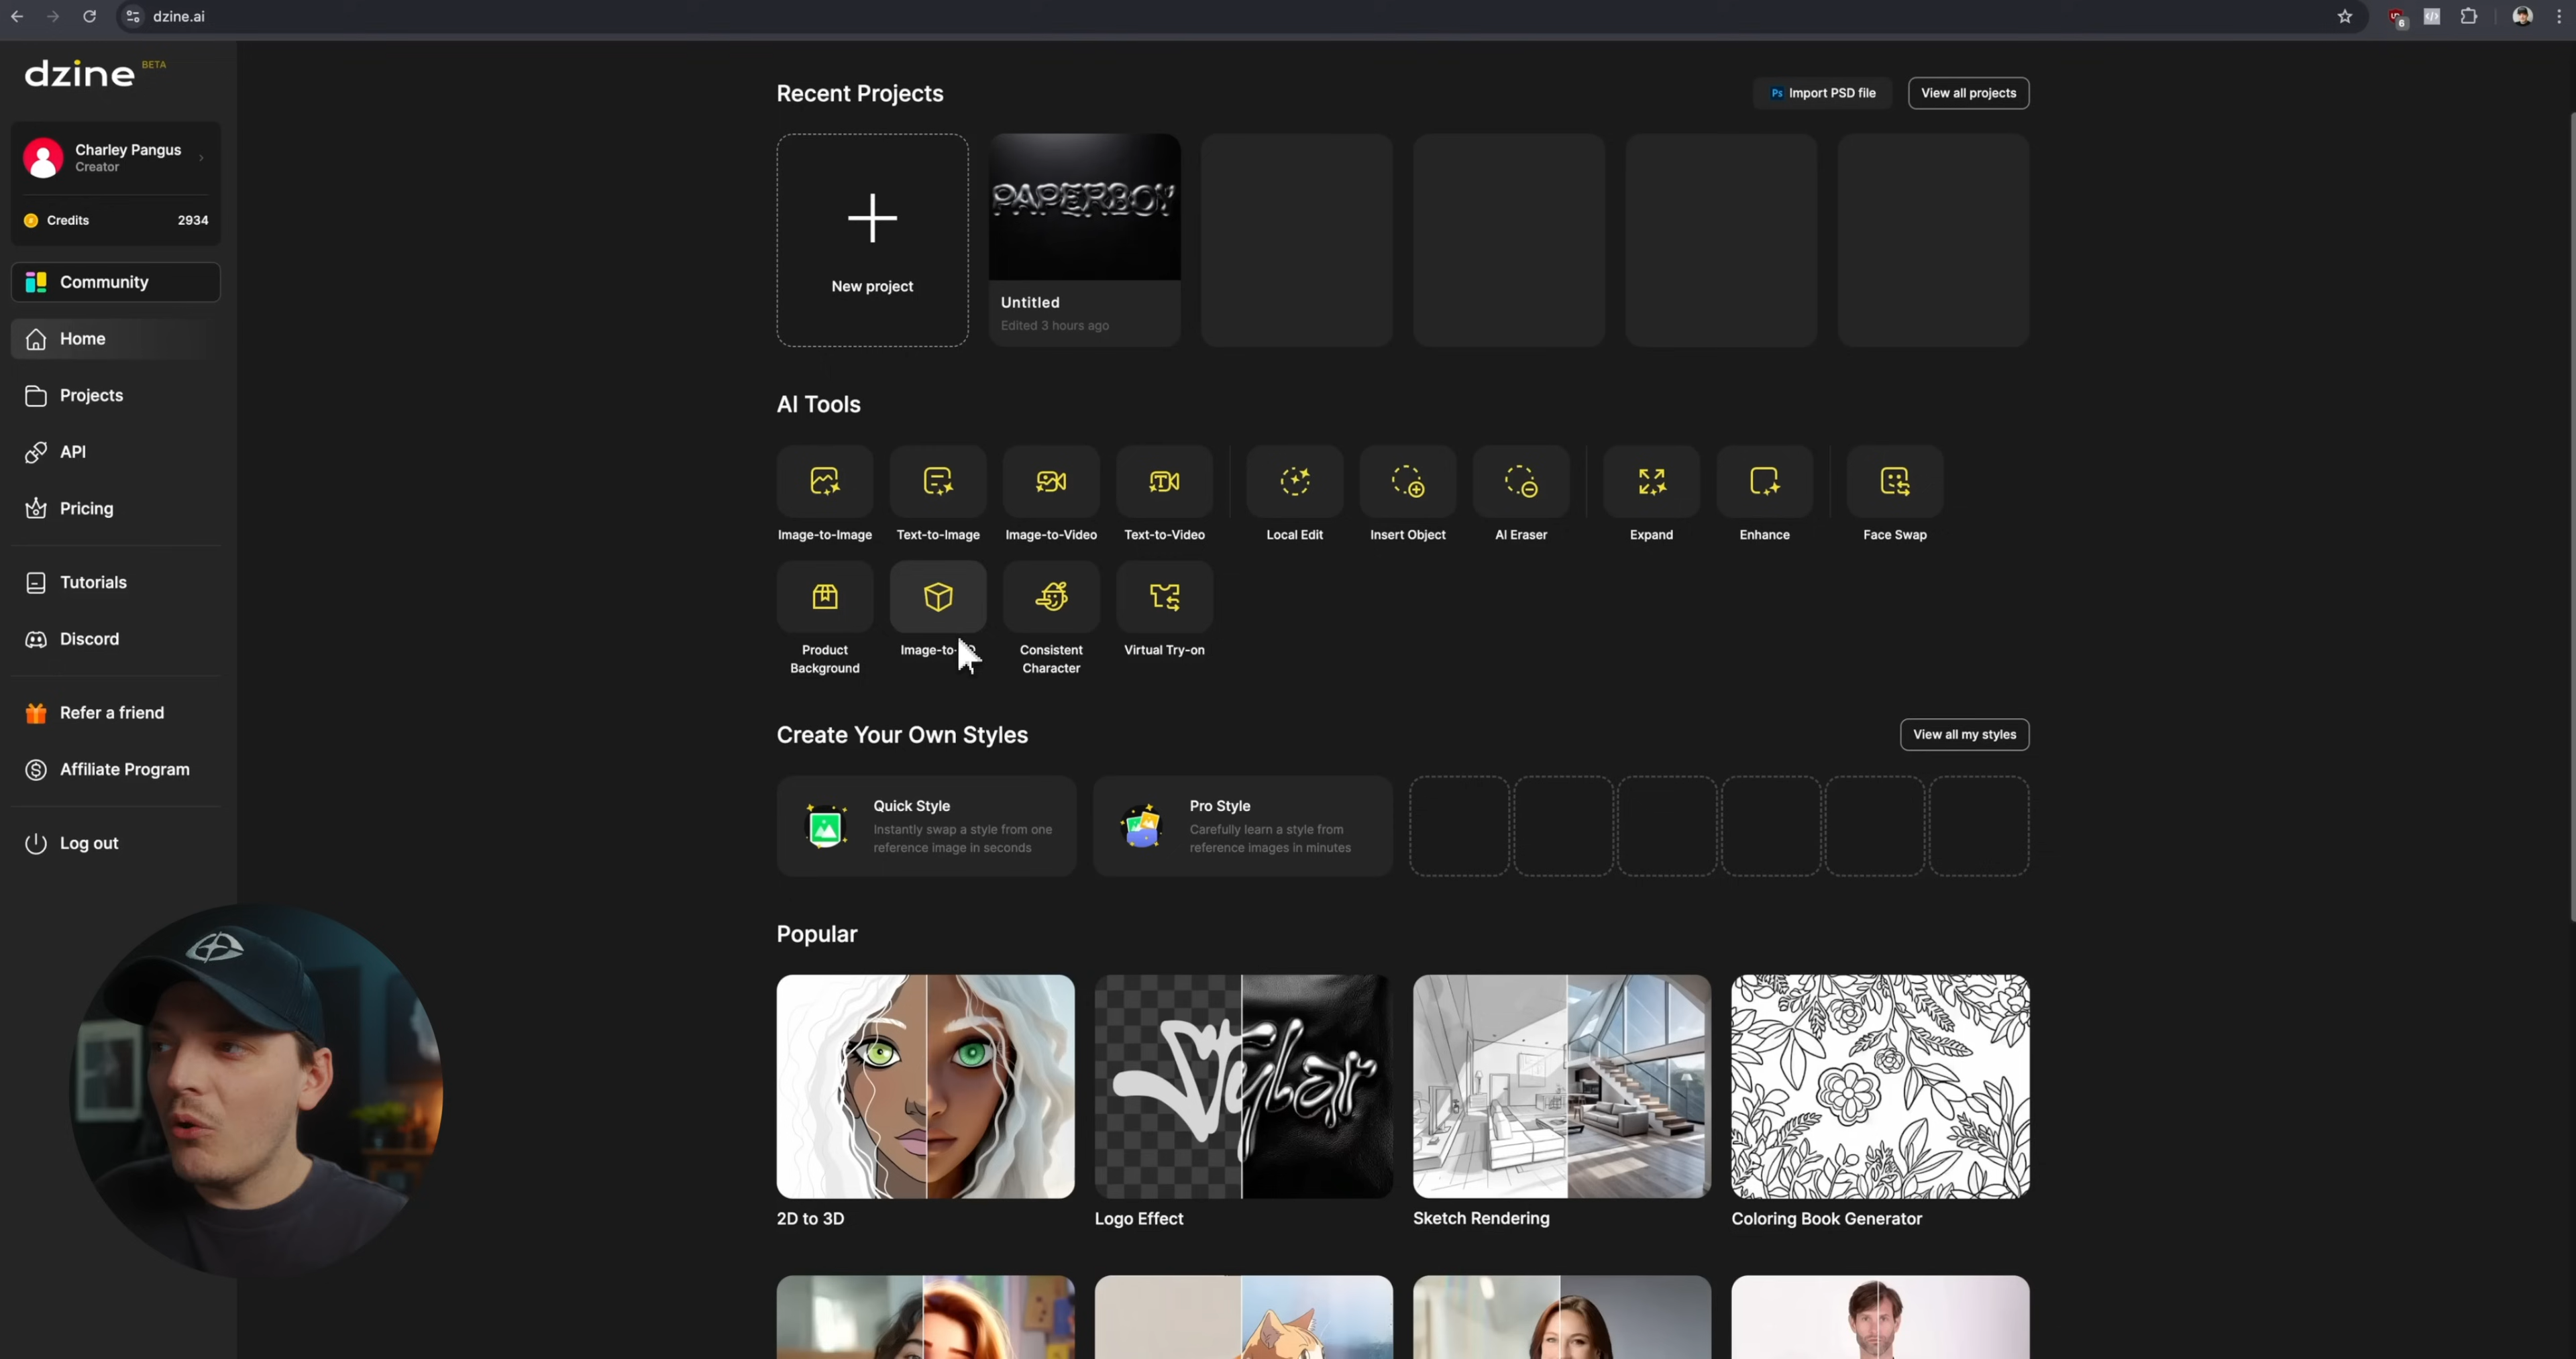 dzine.ai
6
dzine BETA
Charley Pangus
Creator
Credits 2934
Community
Home
Projects
API
Pricing
Tutorials
Discord
Refer a friend
Affiliate Program
Log out
Recent Projects
Ps Import PSD file
View all projects
New project
PAPERBOY
Untitled
Edited 3 hours ago
AI Tools
Image-to-Image
Text-to-Image
Image-to-Video
Text-to-Video
Local Edit
Insert Object
AI Eraser
Expand
Enhance
Face Swap
Product
Background
Image-to-
Consistent
Character
Virtual Try-on
Create Your Own Styles
View all my styles
Quick Style
Instantly swap a style from one
reference image in seconds
Pro Style
Carefully learn a style from
reference images in minutes
Popular
2D to 3D
Logo Effect
Sketch Rendering
Coloring Book Generator